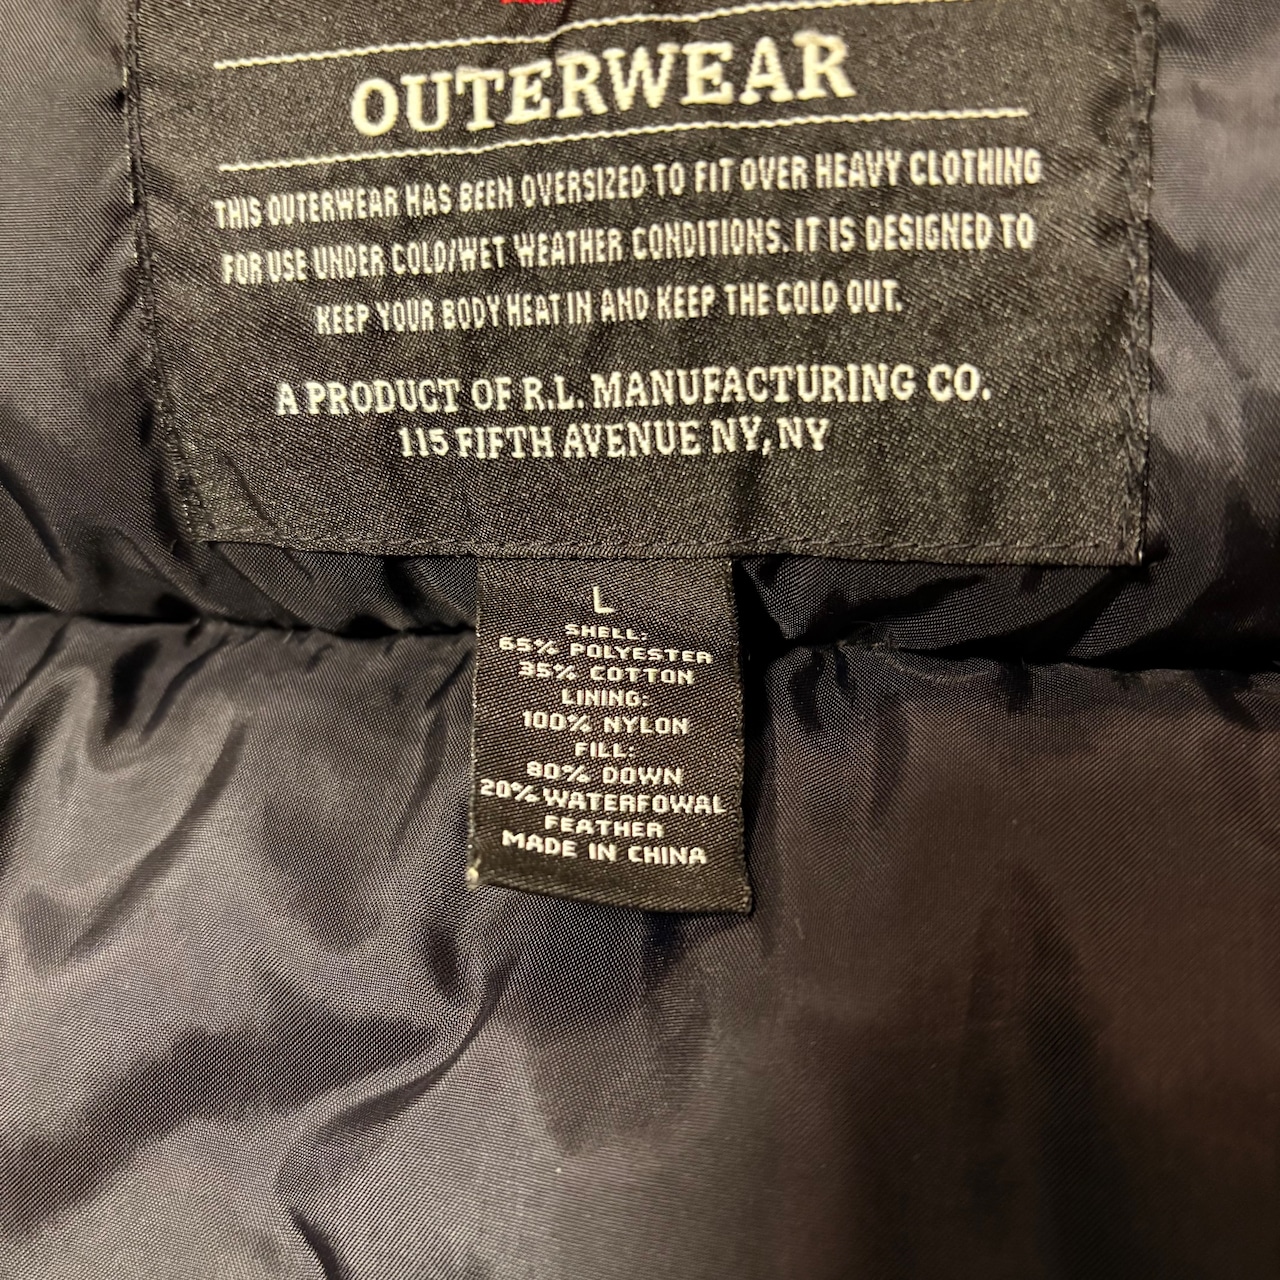 OUTERWEAR
THIS OUTERWEAR HAS BEEN OVERSIZED TO FIT OVER HEAVY CLOTHING
FOR USE UNDER COLD/WET WEATHER CONDITIONS. IT IS DESIGNED TO
KEEP YOUR BODY HEAT IN AND KEEP THE COLD OUT.
A PRODUCT OF R.L. MANUFACTURING CO.
115 FIFTH AVENUE NY, NY
L
SHELL:
65% POLYESTER
35% COTTON
LINING:
100% NYLON
FILL:
80% DOWN
20% WATERFOWAL
FEATHER
MADE IN CHINA